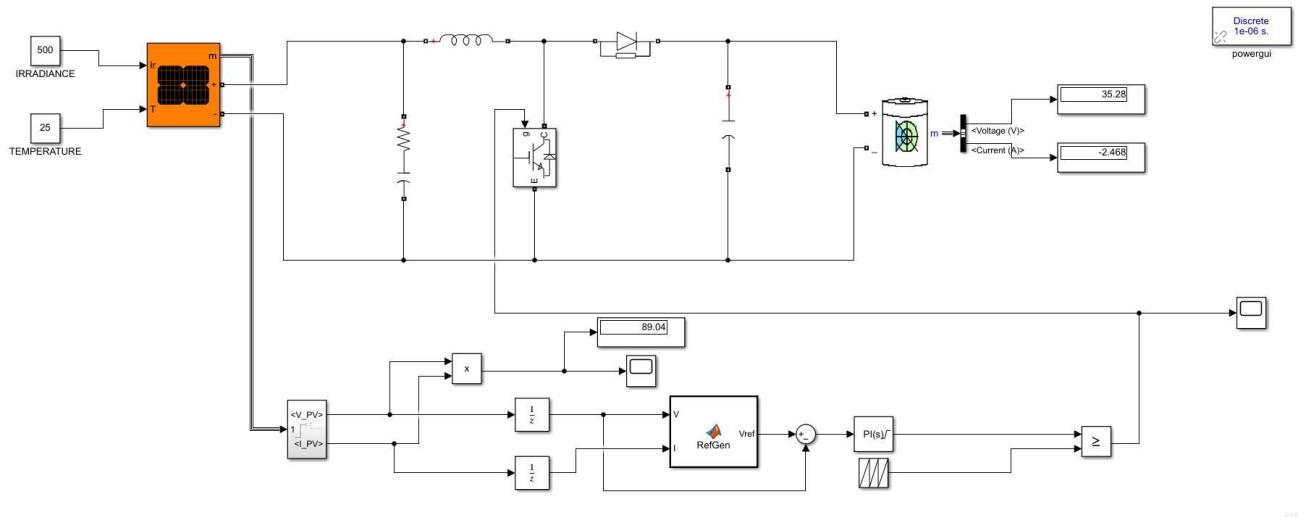 Discrete
1e-06 s.
powergui
500
IRRADIANCE
25
TEMPERATURE
Ir
T
m
+
-
+
g
C
E
+
+
_
m
<Voltage (V)>
<Current (A)>
35.28
-2.468
89.04
x
<V_PV>
1
<I_PV>
1
z
1
z
V
I
RefGen
Vref
+
_
PI(s)
≥